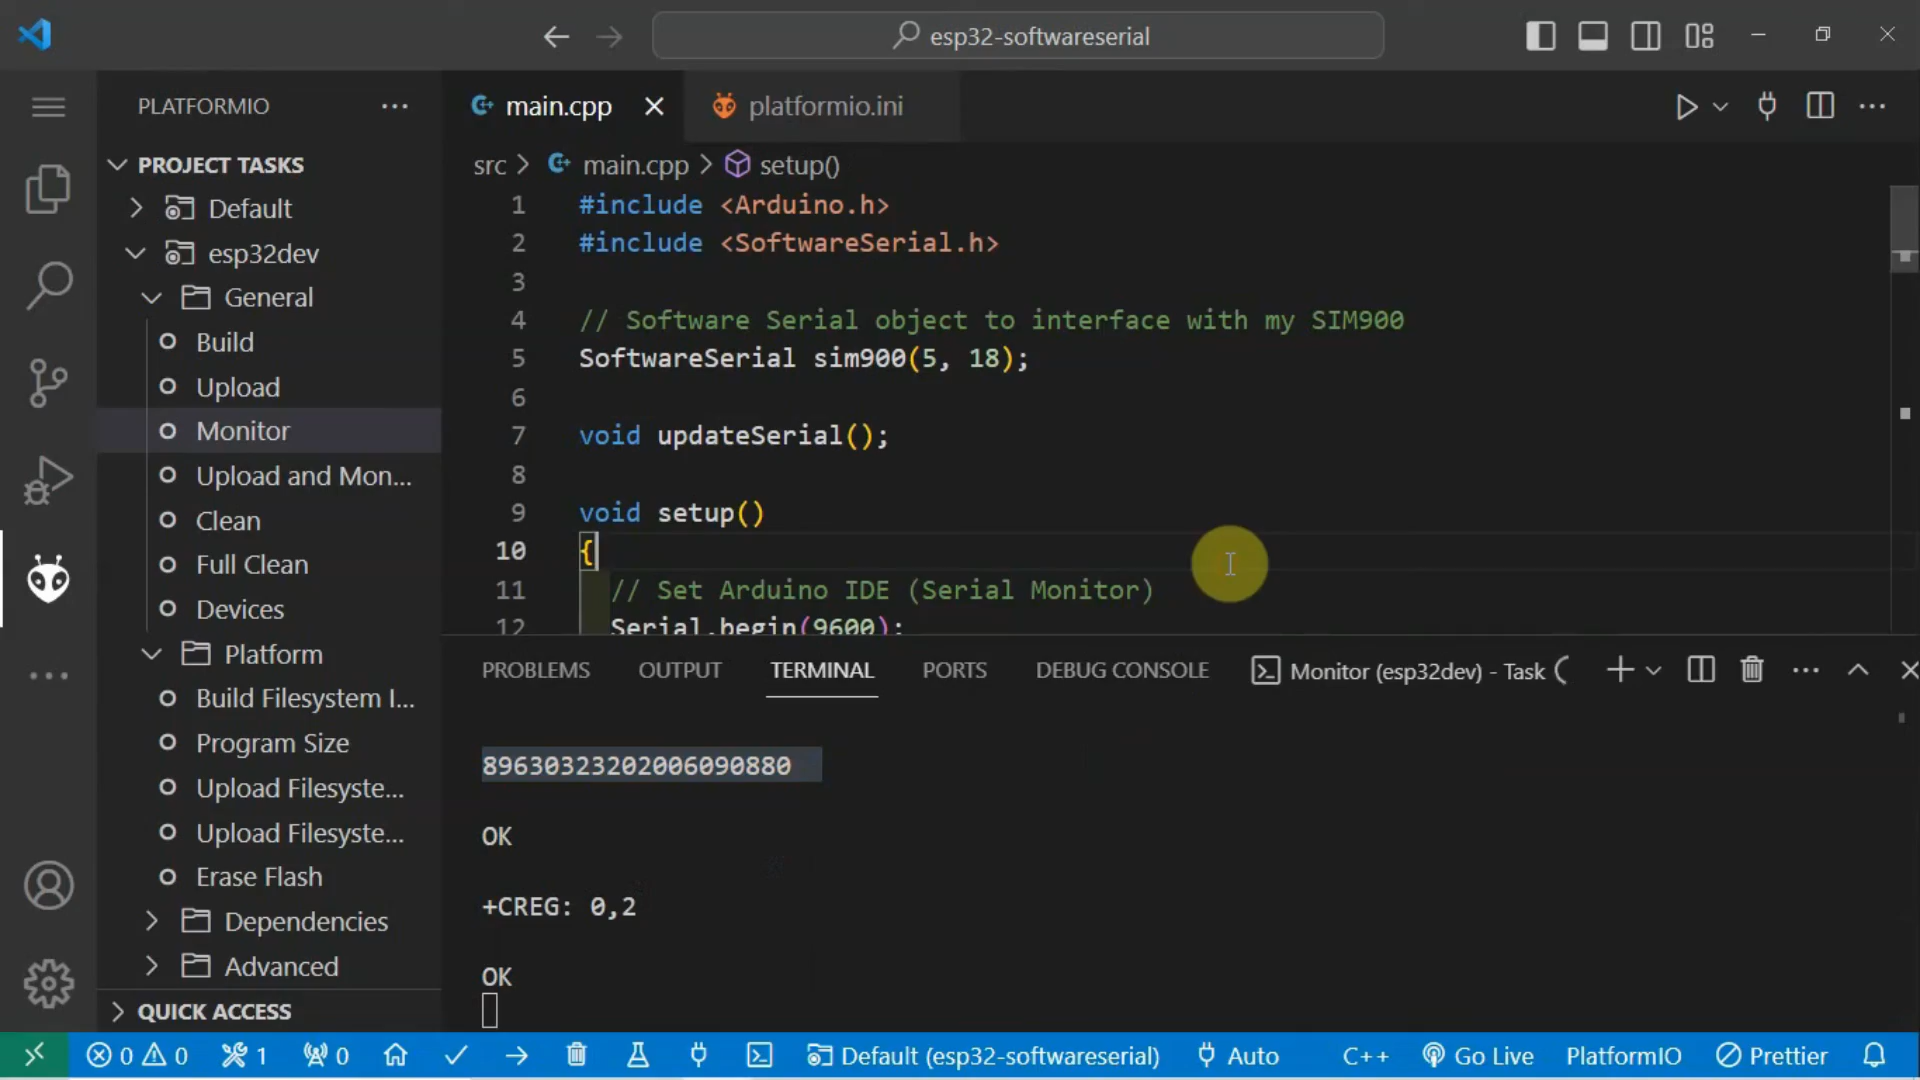 esp32-softwareserial
PLATFORMIO
main.cpp
platformio.ini
PROJECT TASKS
Default
esp32dev
General
Build
Upload
Monitor
Upload and Mon...
Clean
Full Clean
Devices
Platform
Build Filesystem I...
Program Size
Upload Filesyste...
Upload Filesyste...
Erase Flash
Dependencies
Advanced
QUICK ACCESS
src > main.cpp > setup()
1 #include <Arduino.h>
2 #include <SoftwareSerial.h>
3
4 // Software Serial object to interface with my SIM900
5 SoftwareSerial sim900(5, 18);
6
7 void updateSerial();
8
9 void setup()
10 {
11 // Set Arduino IDE (Serial Monitor)
12 Serial.begin(9600);
PROBLEMS OUTPUT TERMINAL PORTS DEBUG CONSOLE Monitor (esp32dev) - Task
89630323202006090880
OK
+CREG: 0,2
OK
0 0 1 0 Default (esp32-softwareserial) Auto C++ Go Live PlatformIO Prettier